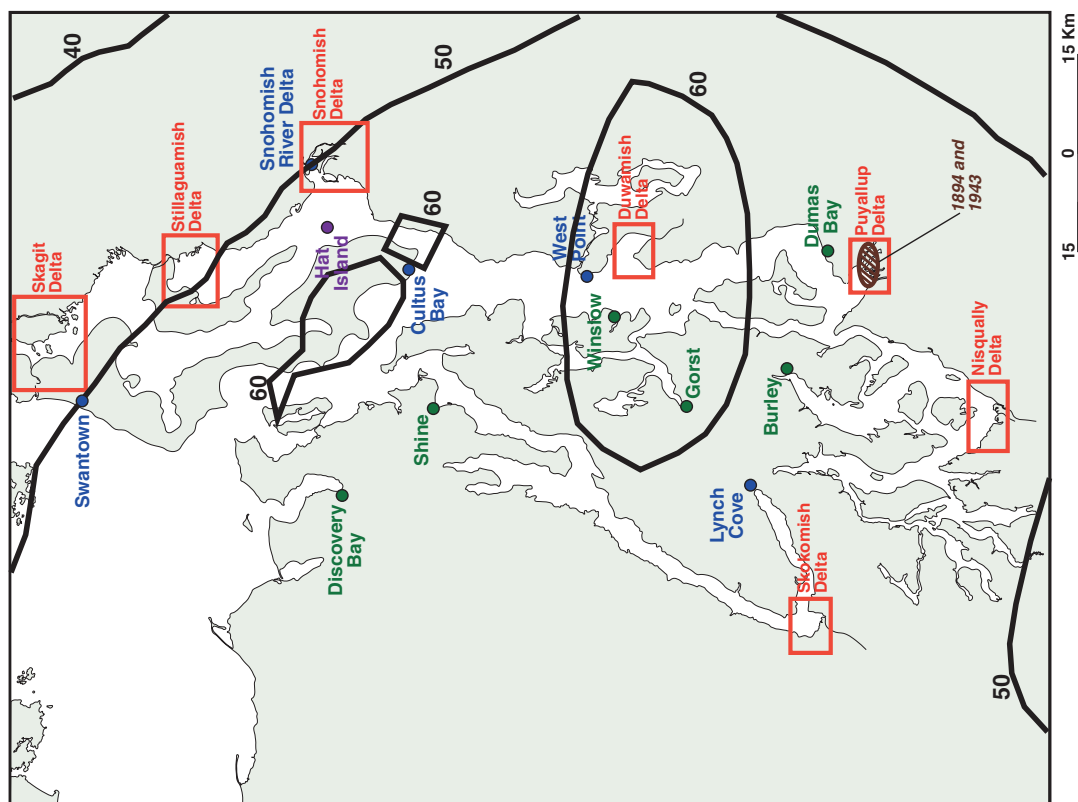 40
50
15 Km
0
15
Snohomish
River Delta
Snohomish
Delta
Stillaguamish
Delta
Skagit
Delta
Swantown
Hat
Island
60
60
Cultus
Bay
Shine
Discovery
Bay
60
West
Point
Duwamish
Delta
Winslow
Gorst
Dumas
Bay
Puyallup
Delta
1894 and
1943
Burley
Nisqually
Delta
Lynch
Cove
Skokomish
Delta
50